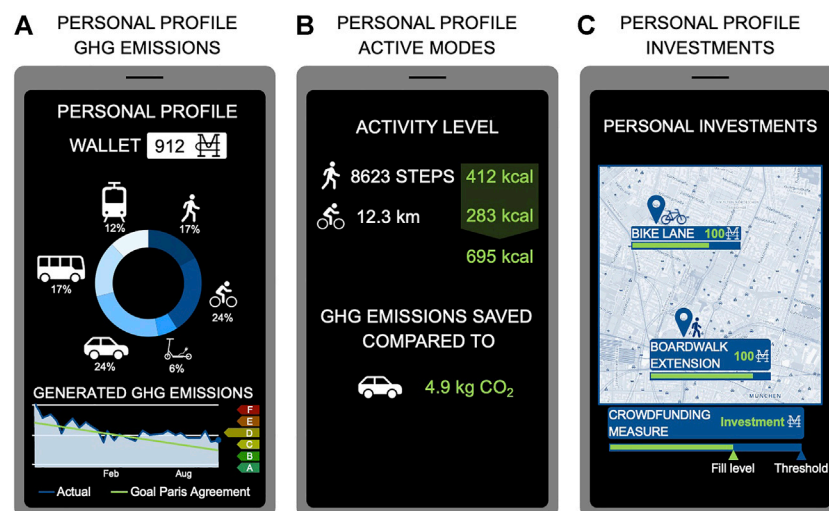 A PERSONAL PROFILE
GHG EMISSIONS
PERSONAL PROFILE
WALLET 912
12%
17%
17%
24%
24%
6%
GENERATED GHG EMISSIONS
F
E
D
C
B
A
Feb Aug
Actual Goal Paris Agreement
B PERSONAL PROFILE
ACTIVE MODES
ACTIVITY LEVEL
8623 STEPS 412 kcal
12.3 km 283 kcal
695 kcal
GHG EMISSIONS SAVED
COMPARED TO
4.9 kg CO₂
C PERSONAL PROFILE
INVESTMENTS
PERSONAL INVESTMENTS
BIKE LANE 100
BOARDWALK
EXTENSION 100
MÜNCHEN
CROWDFUNDING
MEASURE Investment
Fill level Threshold